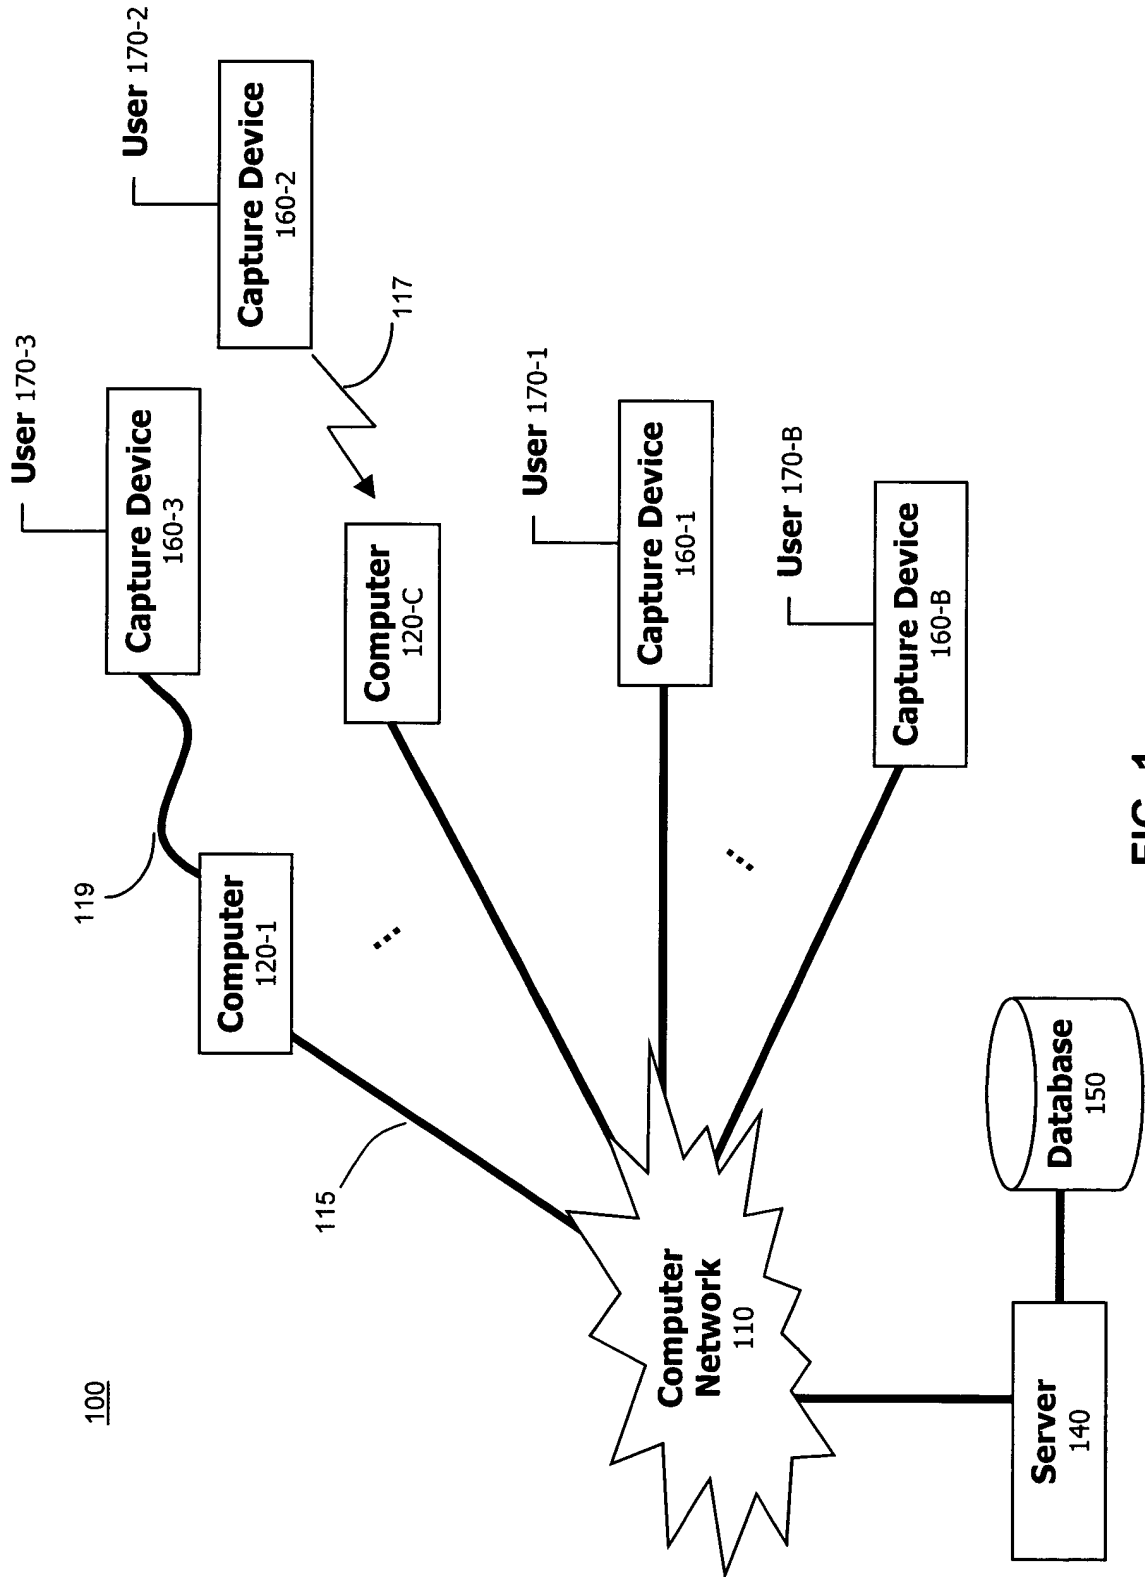 100
115
119
117
Computer
Network
110
Server
140
Database
150
Computer
120-1
Computer
120-C
Capture Device
160-3
User 170-3
Capture Device
160-2
User 170-2
Capture Device
160-1
User 170-1
Capture Device
160-B
User 170-B
...
...
FIG. 1